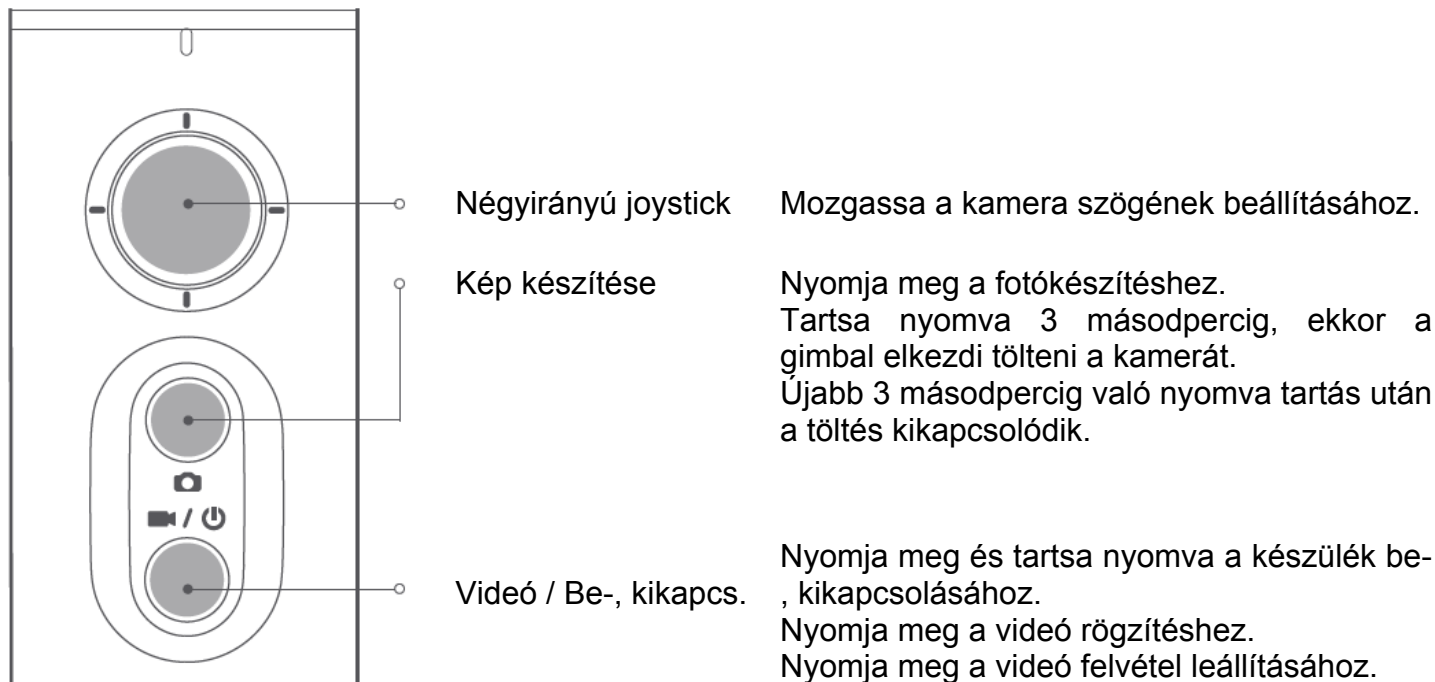 Négyirányú joystick Mozgassa a kamera szögének beállításához.
Kép készítése Nyomja meg a fotókészítéshez.
Tartsa nyomva 3 másodpercig, ekkor a
gimbal elkezdi tölteni a kamerát.
Újabb 3 másodpercig való nyomva tartás után
a töltés kikapcsolódik.
/
Nyomja meg és tartsa nyomva a készülék be-
Videó / Be-, kikapcs. , kikapcsolásához.
Nyomja meg a videó rögzítéshez.
Nyomja meg a videó felvétel leállításához.